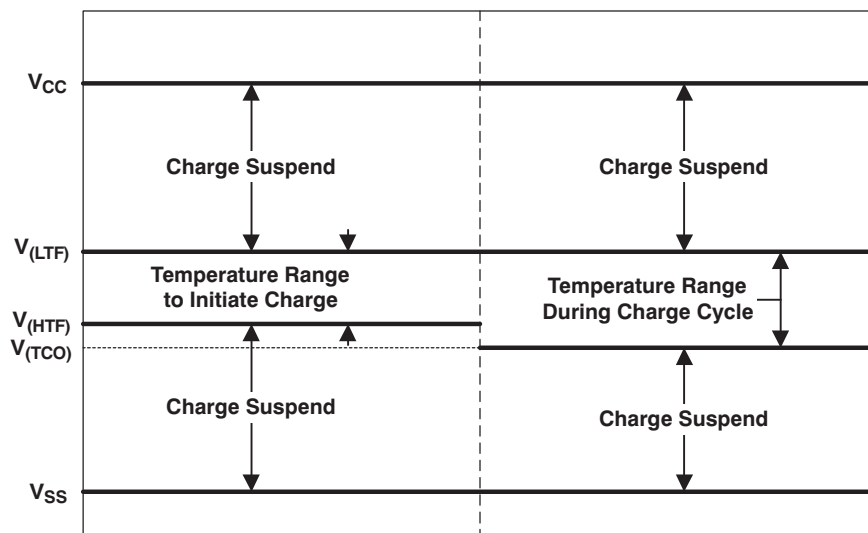 V_CC
Charge Suspend
Charge Suspend
V_(LTF)
Temperature Range
to Initiate Charge
Temperature Range
During Charge Cycle
V_(HTF)
V_(TCO)
Charge Suspend
Charge Suspend
V_SS